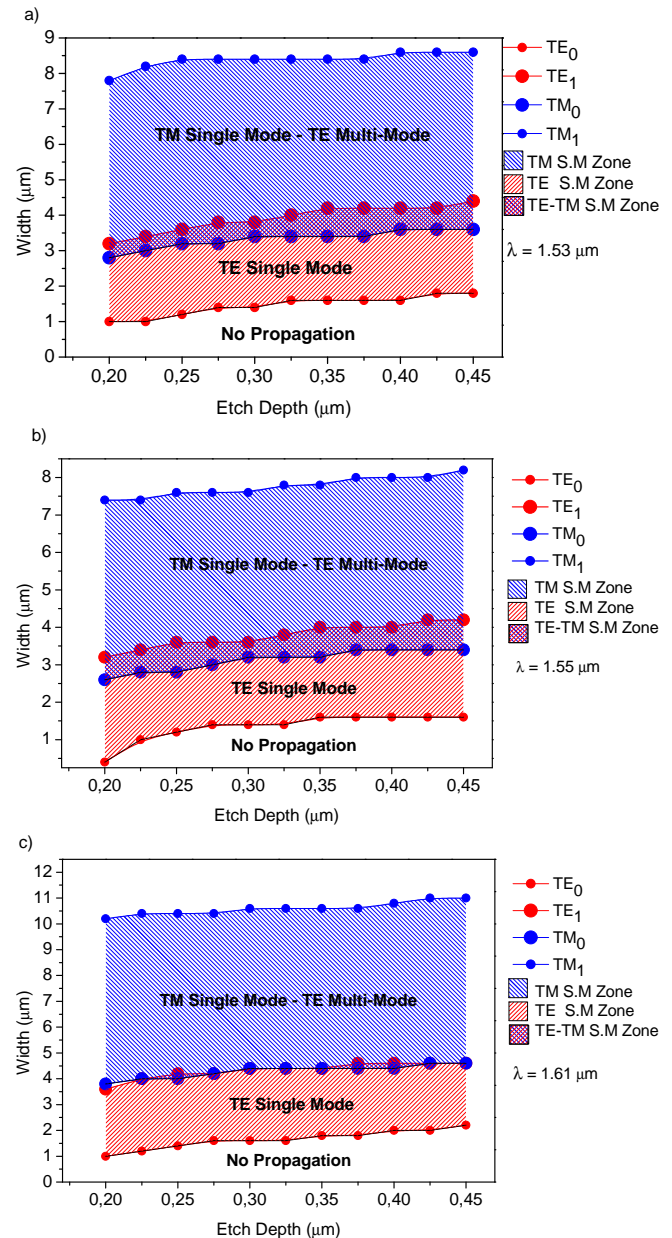 a)
9
8
7
6
5
4
3
2
1
0
Width (μm)
TM Single Mode - TE Multi-Mode
TE Single Mode
No Propagation
0,20 0,25 0,30 0,35 0,40 0,45
Etch Depth (μm)
TE0
TE1
TM0
TM1
TM S.M Zone
TE S.M Zone
TE-TM S.M Zone
λ = 1.53 μm
b)
8
7
6
5
4
3
2
1
Width (μm)
TM Single Mode - TE Multi-Mode
TE Single Mode
No Propagation
0,20 0,25 0,30 0,35 0,40 0,45
Etch Depth (μm)
TE0
TE1
TM0
TM1
TM S.M Zone
TE S.M Zone
TE-TM S.M Zone
λ = 1.55 μm
c)
12
11
10
9
8
7
6
5
4
3
2
1
0
Width (μm)
TM Single Mode - TE Multi-Mode
TE Single Mode
No Propagation
0,20 0,25 0,30 0,35 0,40 0,45
Etch Depth (μm)
TE0
TE1
TM0
TM1
TM S.M Zone
TE S.M Zone
TE-TM S.M Zone
λ = 1.61 μm